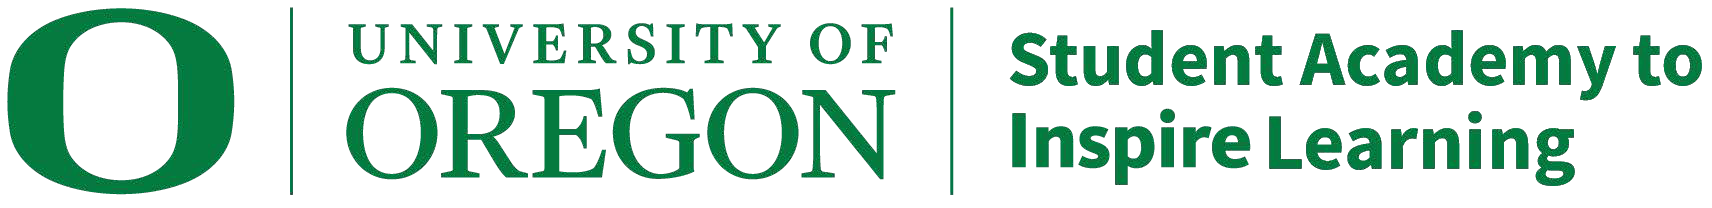 O
UNIVERSITY OF
OREGON
Student Academy to
Inspire Learning